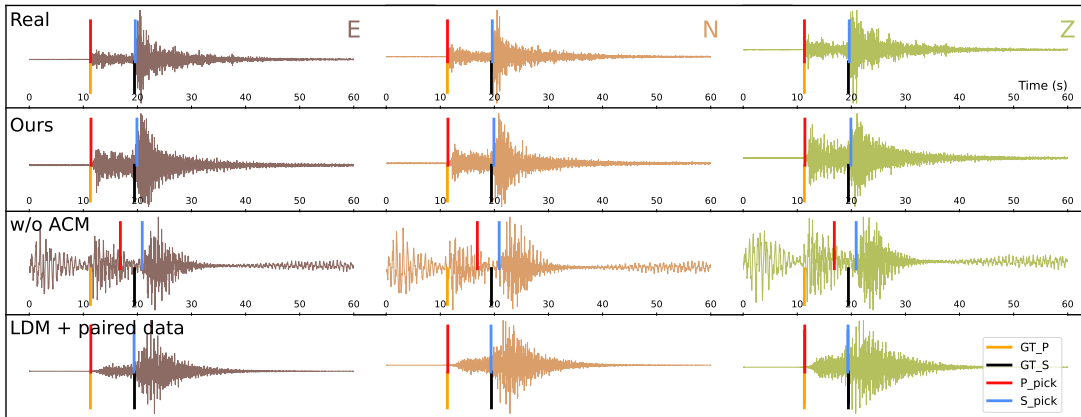 Real
E
N
Z
Time (s)
0 10 20 30 40 50 60
0 10 20 30 40 50 60
0 10 20 30 40 50 60
Ours
0 10 20 30 40 50 60
0 10 20 30 40 50 60
0 10 20 30 40 50 60
w/o ACM
0 10 20 30 40 50 60
0 10 20 30 40 50 60
0 10 20 30 40 50 60
LDM + paired data
GT_P
GT_S
P_pick
S_pick